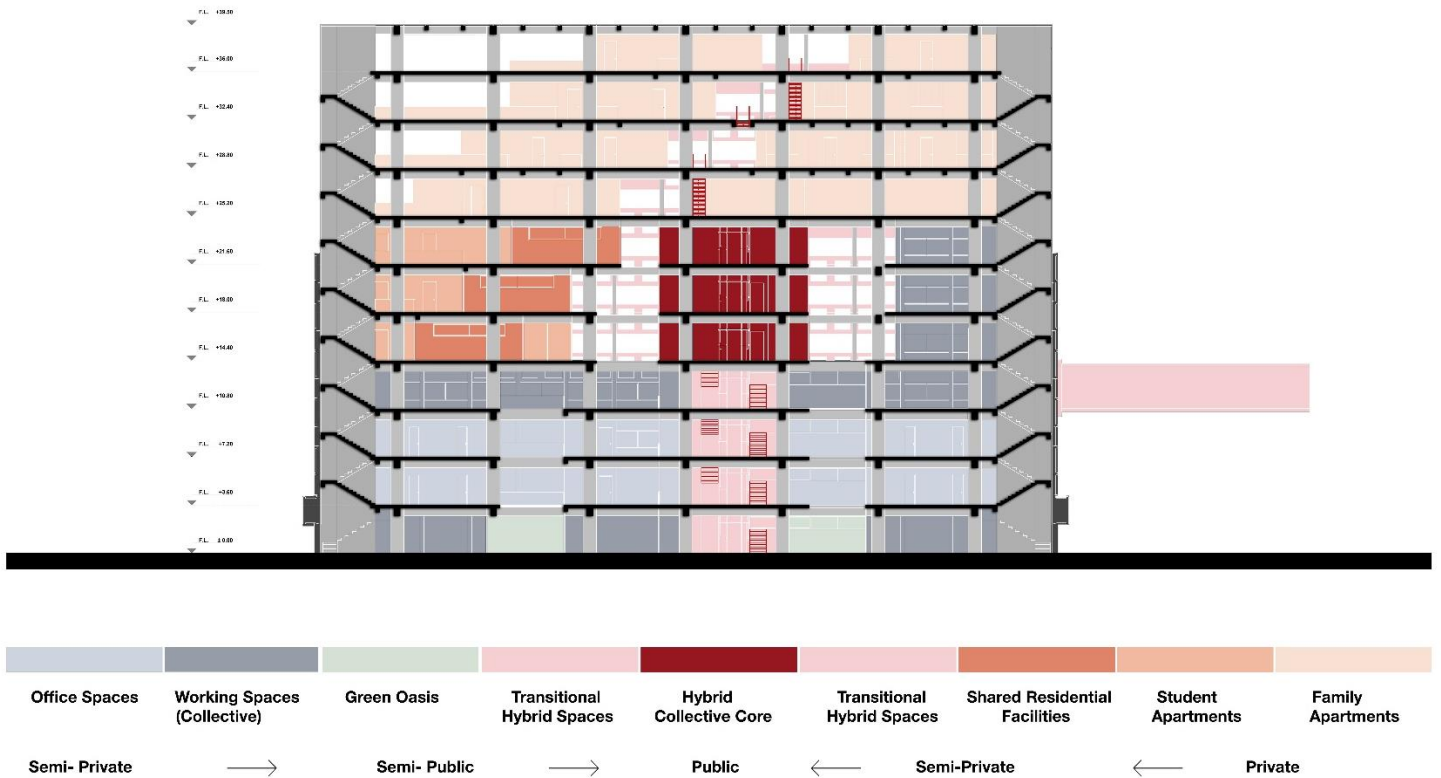 F.L. +39.50
F.L. +36.00
F.L. +32.40
F.L. +28.80
F.L. +25.20
F.L. +21.60
F.L. +18.00
F.L. +14.40
F.L. +10.80
F.L. +7.20
F.L. +3.60
F.L. ±0.00
Office Spaces
Working Spaces
(Collective)
Green Oasis
Transitional
Hybrid Spaces
Hybrid
Collective Core
Transitional
Hybrid Spaces
Shared Residential
Facilities
Student
Apartments
Family
Apartments
Semi- Private → Semi- Public → Public ← Semi-Private ← Private